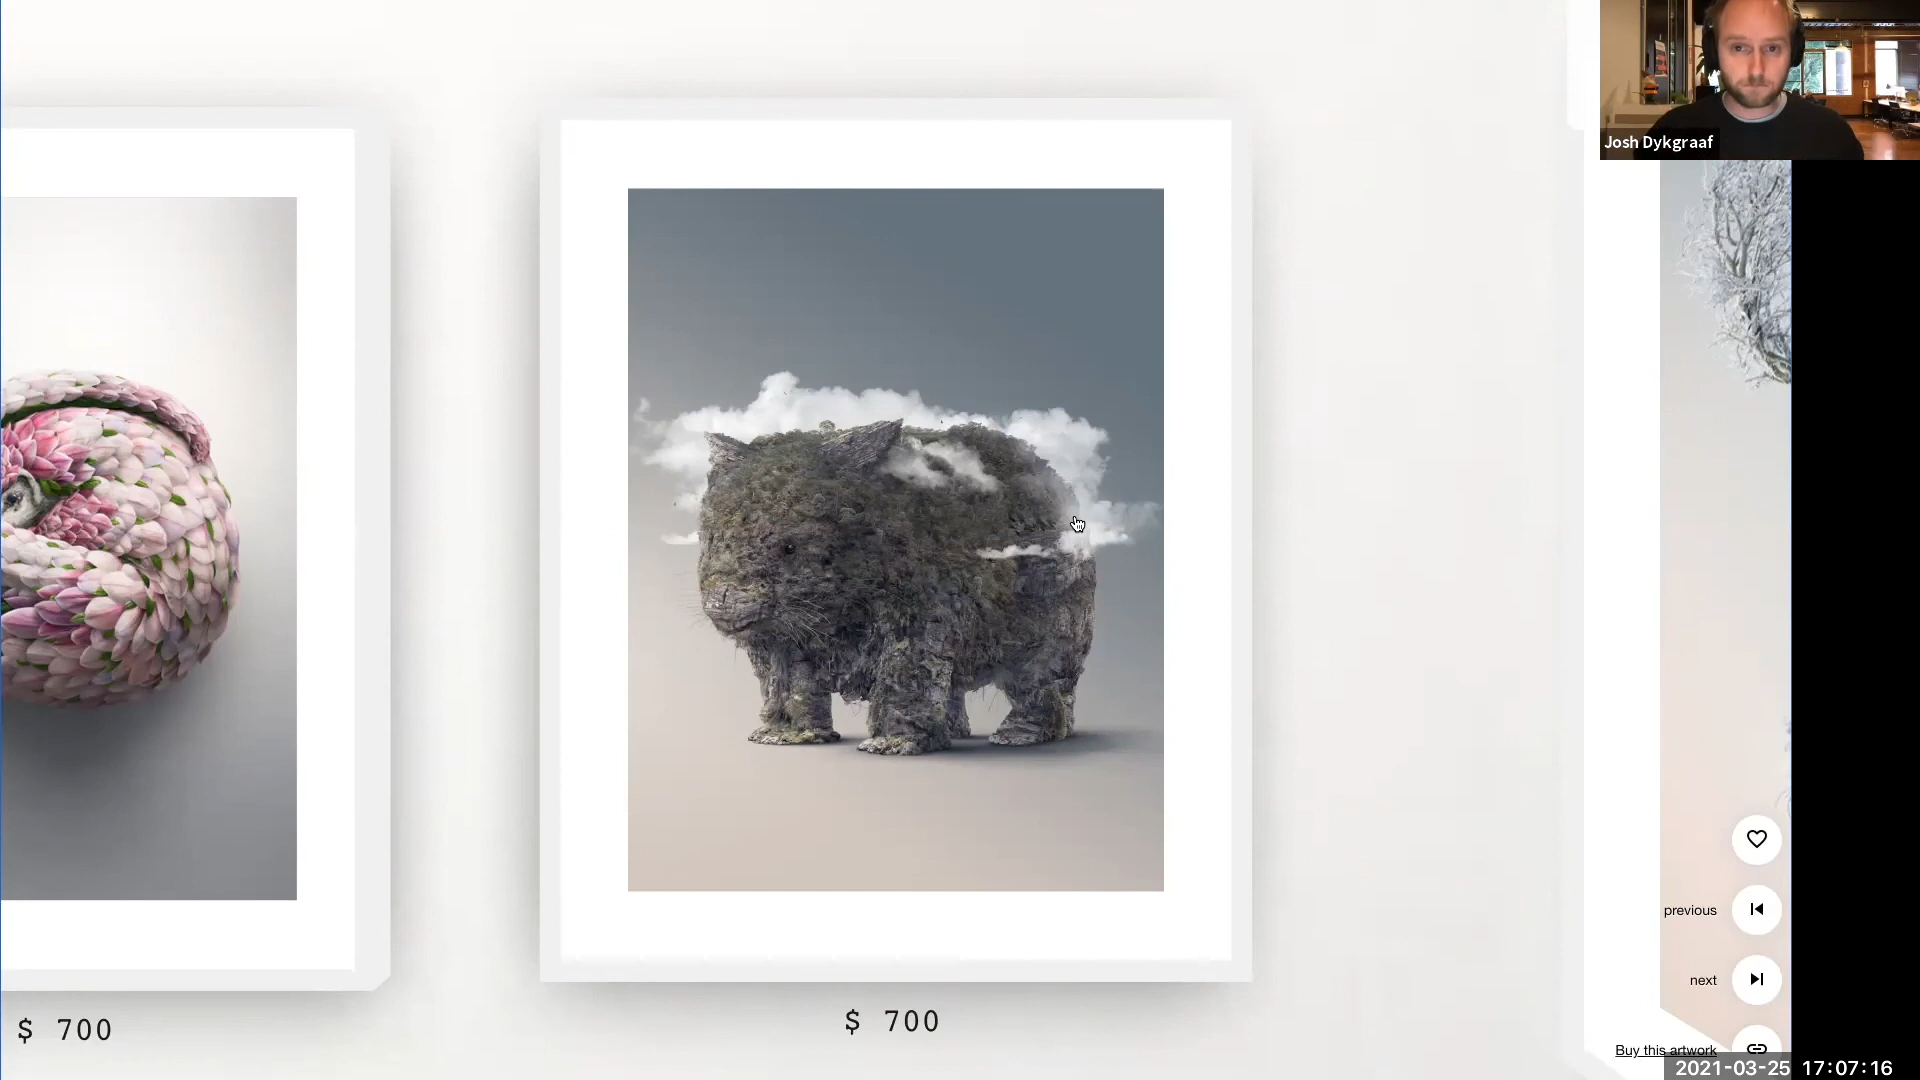 Josh Dykgraaf
previous
next
$ 700
$ 700
Buy this artwork
2021-03-25 17:07:16